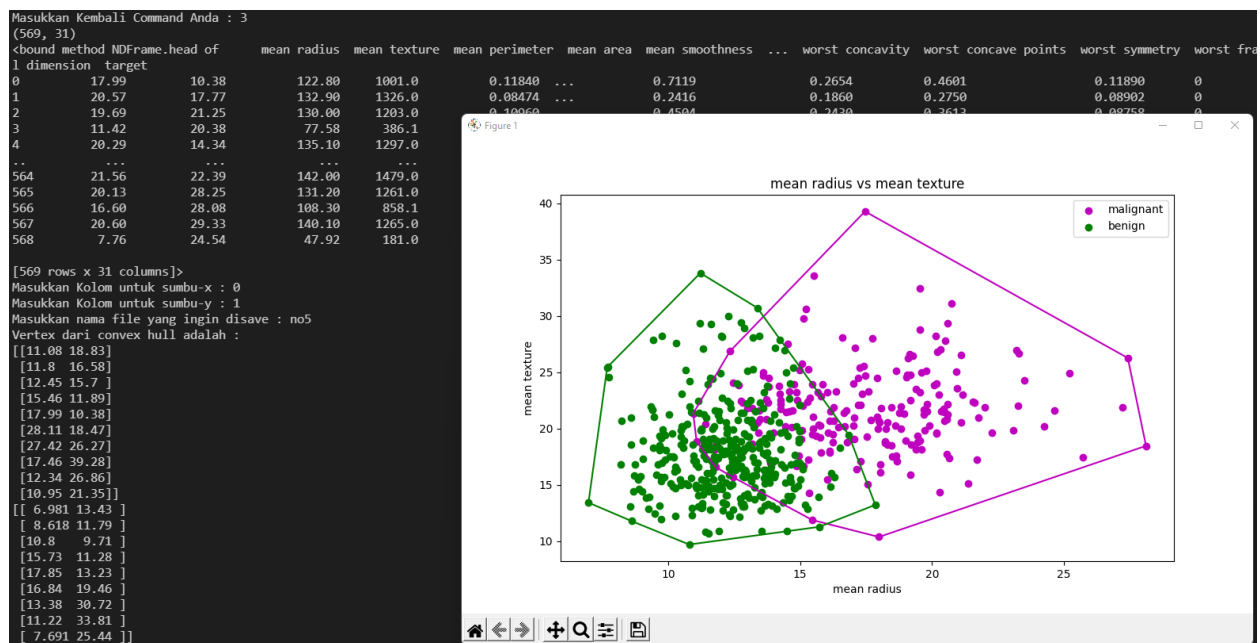 Masukkan Kembali Command Anda : 3
(569, 31)
<bound method NDFrame.head of      mean radius  mean texture  mean perimeter  mean area  mean smoothness  ...  worst concavity  worst concave points  worst symmetry  worst fra
l dimension  target
0          17.99         10.38          122.80     1001.0          0.11840  ...           0.7119                0.2654          0.4601          0.11890       0
1          20.57         17.77          132.90     1326.0          0.08474  ...           0.2416                0.1860          0.2750          0.08902       0
2          19.69         21.25          130.00     1203.0          0.10960  ...           0.4504                0.2430          0.3613          0.08758       0
3          11.42         20.38           77.58      386.1
4          20.29         14.34          135.10     1297.0
..           ...           ...             ...        ...
564        21.56         22.39          142.00     1479.0
565        20.13         28.25          131.20     1261.0
566        16.60         28.08          108.30      858.1
567        20.60         29.33          140.10     1265.0
568         7.76         24.54           47.92      181.0
[569 rows x 31 columns]>
Masukkan Kolom untuk sumbu-x : 0
Masukkan Kolom untuk sumbu-y : 1
Masukkan nama file yang ingin disave : no5
Vertex dari convex hull adalah :
[[11.08 18.83]
[11.8  16.58]
[12.45 15.7 ]
[15.46 11.89]
[17.99 10.38]
[28.11 18.47]
[27.42 26.27]
[17.46 39.28]
[12.34 26.86]
[10.95 21.35]]
[[ 6.981 13.43 ]
[ 8.618 11.79 ]
[10.8    9.71 ]
[15.73  11.28 ]
[17.85  13.23 ]
[16.84  19.46 ]
[13.38  30.72 ]
[11.22  33.81 ]
[ 7.691 25.44 ]]
Figure 1
mean radius vs mean texture
malignant
benign
40
35
30
25
20
15
10
mean texture
10 15 20 25
mean radius